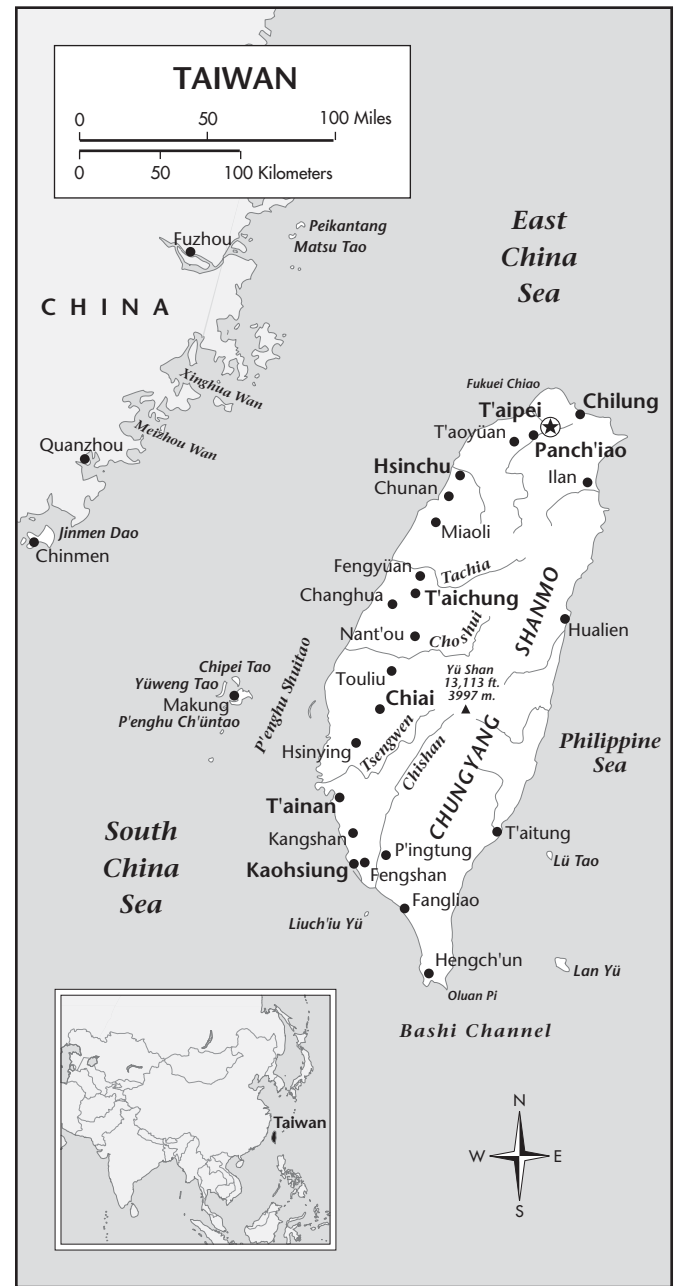 TAIWAN
0 50 100 Miles
0 50 100 Kilometers
Peikantang
Matsu Tao
Fuzhou
East
China
Sea
CHINA
Xinghua Wan
Meizhou Wan
Quanzhou
Jinmen Dao
Chinmen
Fukuei Chiao
T'aipei
Chilung
T'aoyüan
Panch'iao
Hsinchu
Ilan
Chunan
Miaoli
Fengyüan
Tachia
Changhua
T'aichung
SHANMO
Hualien
Nant'ou
Choshui
Chipei Tao
Yüweng Tao
Makung
P'enghu Ch'üntao
P'enghu Shuitao
Touliu
Yü Shan
13,113 ft.
3997 m.
Chiai
Hsinying
Tsengwen
Chishan
CHUNGYANG
Philippine
Sea
T'ainan
South
China
Sea
Kangshan
T'aitung
P'ingtung
Lü Tao
Kaohsiung
Fengshan
Fangliao
Liuch'iu Yü
Hengch'un
Lan Yü
Oluan Pi
Bashi Channel
Taiwan
N
W E
S